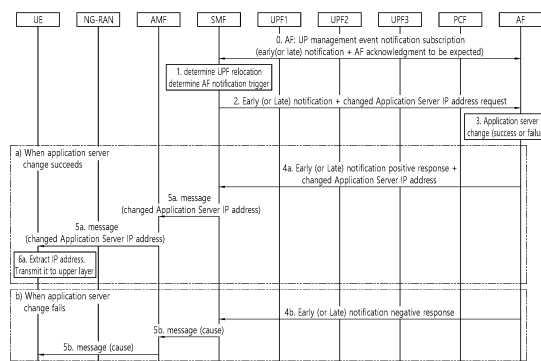 UE NG-RAN AMF SMF UPF1 UPF2 UPF3 PCF AF
0. AF: UP management event notification subscription
(early(or late) notification + AF acknowledgment to be expected)
1. determine UPF relocation
determine AF notification trigger
2. Early (or Late) notification + changed Application Server IP address request
3. Application server
change (success or failu
a) When application server
change succeeds
4a. Early (or Late) notification positive response +
changed Application Server IP address
5a. message
(changed Application Server IP address)
5a. message
(changed Application Server IP address)
6a. Extract IP address.
Transmit it to upper layer
b) When application server
change fails
4b. Early (or Late) notification negative response
5b. message (cause)
5b. message (cause)